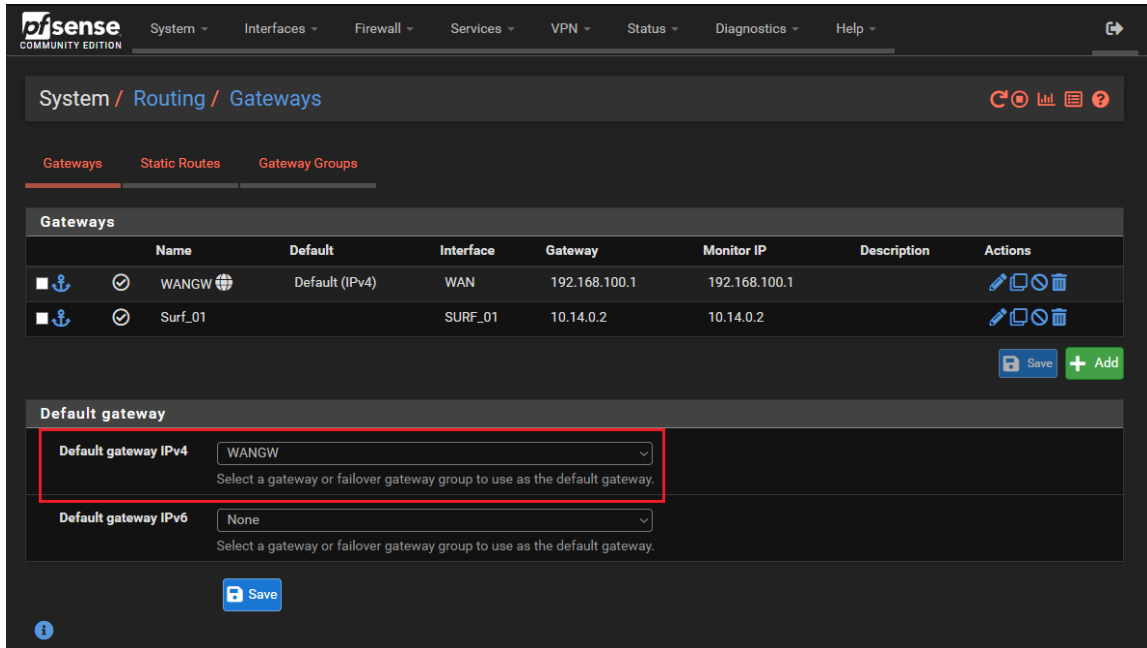 pfsense System Interfaces Firewall Services VPN Status Diagnostics Help
COMMUNITY EDITION
System / Routing / Gateways
Gateways Static Routes Gateway Groups
Gateways
Name Default Interface Gateway Monitor IP Description Actions
WANGW Default (IPv4) WAN 192.168.100.1 192.168.100.1
Surf_01 SURF_01 10.14.0.2 10.14.0.2
Save Add
Default gateway
Default gateway IPv4 WANGW
Select a gateway or failover gateway group to use as the default gateway.
Default gateway IPv6 None
Select a gateway or failover gateway group to use as the default gateway.
Save